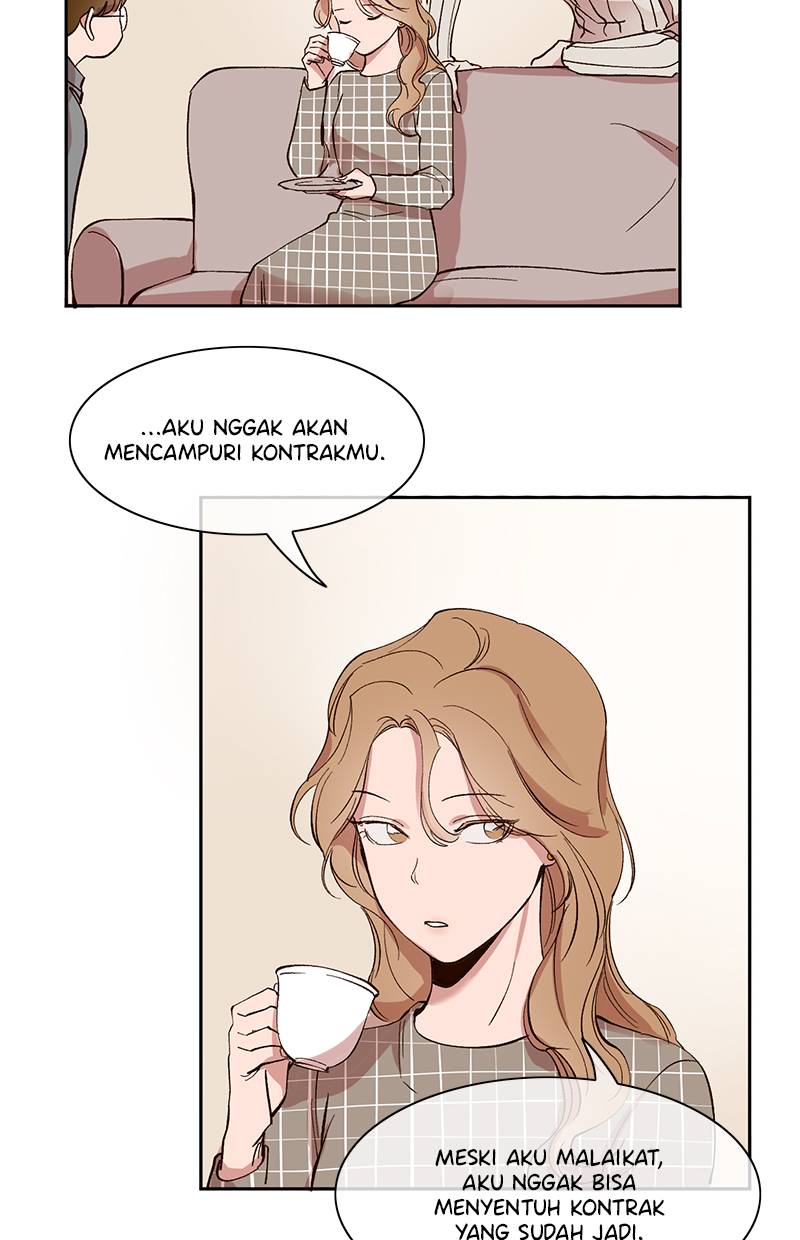 ...AKU NGGAK AKAN
MENCAMPURI KONTRAKMU.
MESKI AKU MALAIKAT,
AKU NGGAK BISA
MENYENTUH KONTRAK
YANG SUDAH JADI.